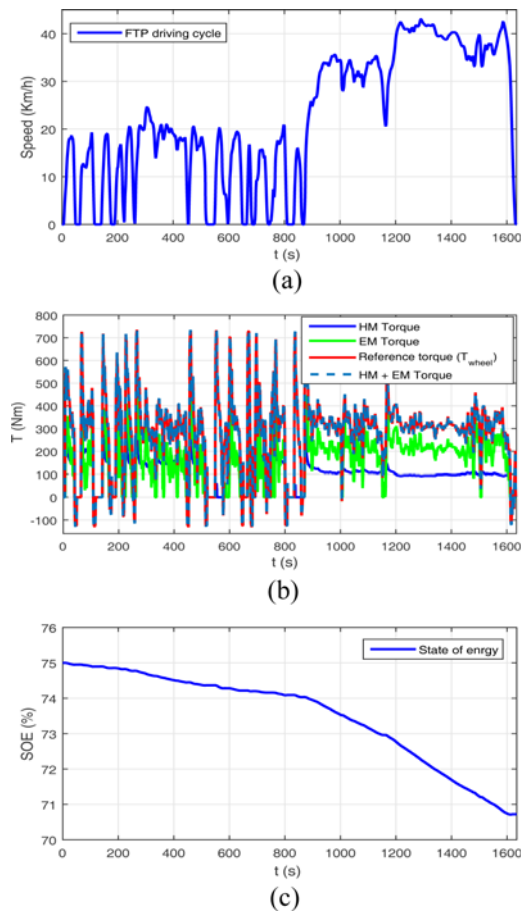 FTP driving cycle
Speed (Km/h)
40
30
20
10
0
0 200 400 600 800 1000 1200 1400 1600
t (s)
(a)
HM Torque
EM Torque
Reference torque (T_wheel)
HM + EM Torque
T (Nm)
800
700
600
500
400
300
200
100
0
-100
0 200 400 600 800 1000 1200 1400 1600
t (s)
(b)
State of enrgy
SOE (%)
76
75
74
73
72
71
70
0 200 400 600 800 1000 1200 1400 1600
t (s)
(c)